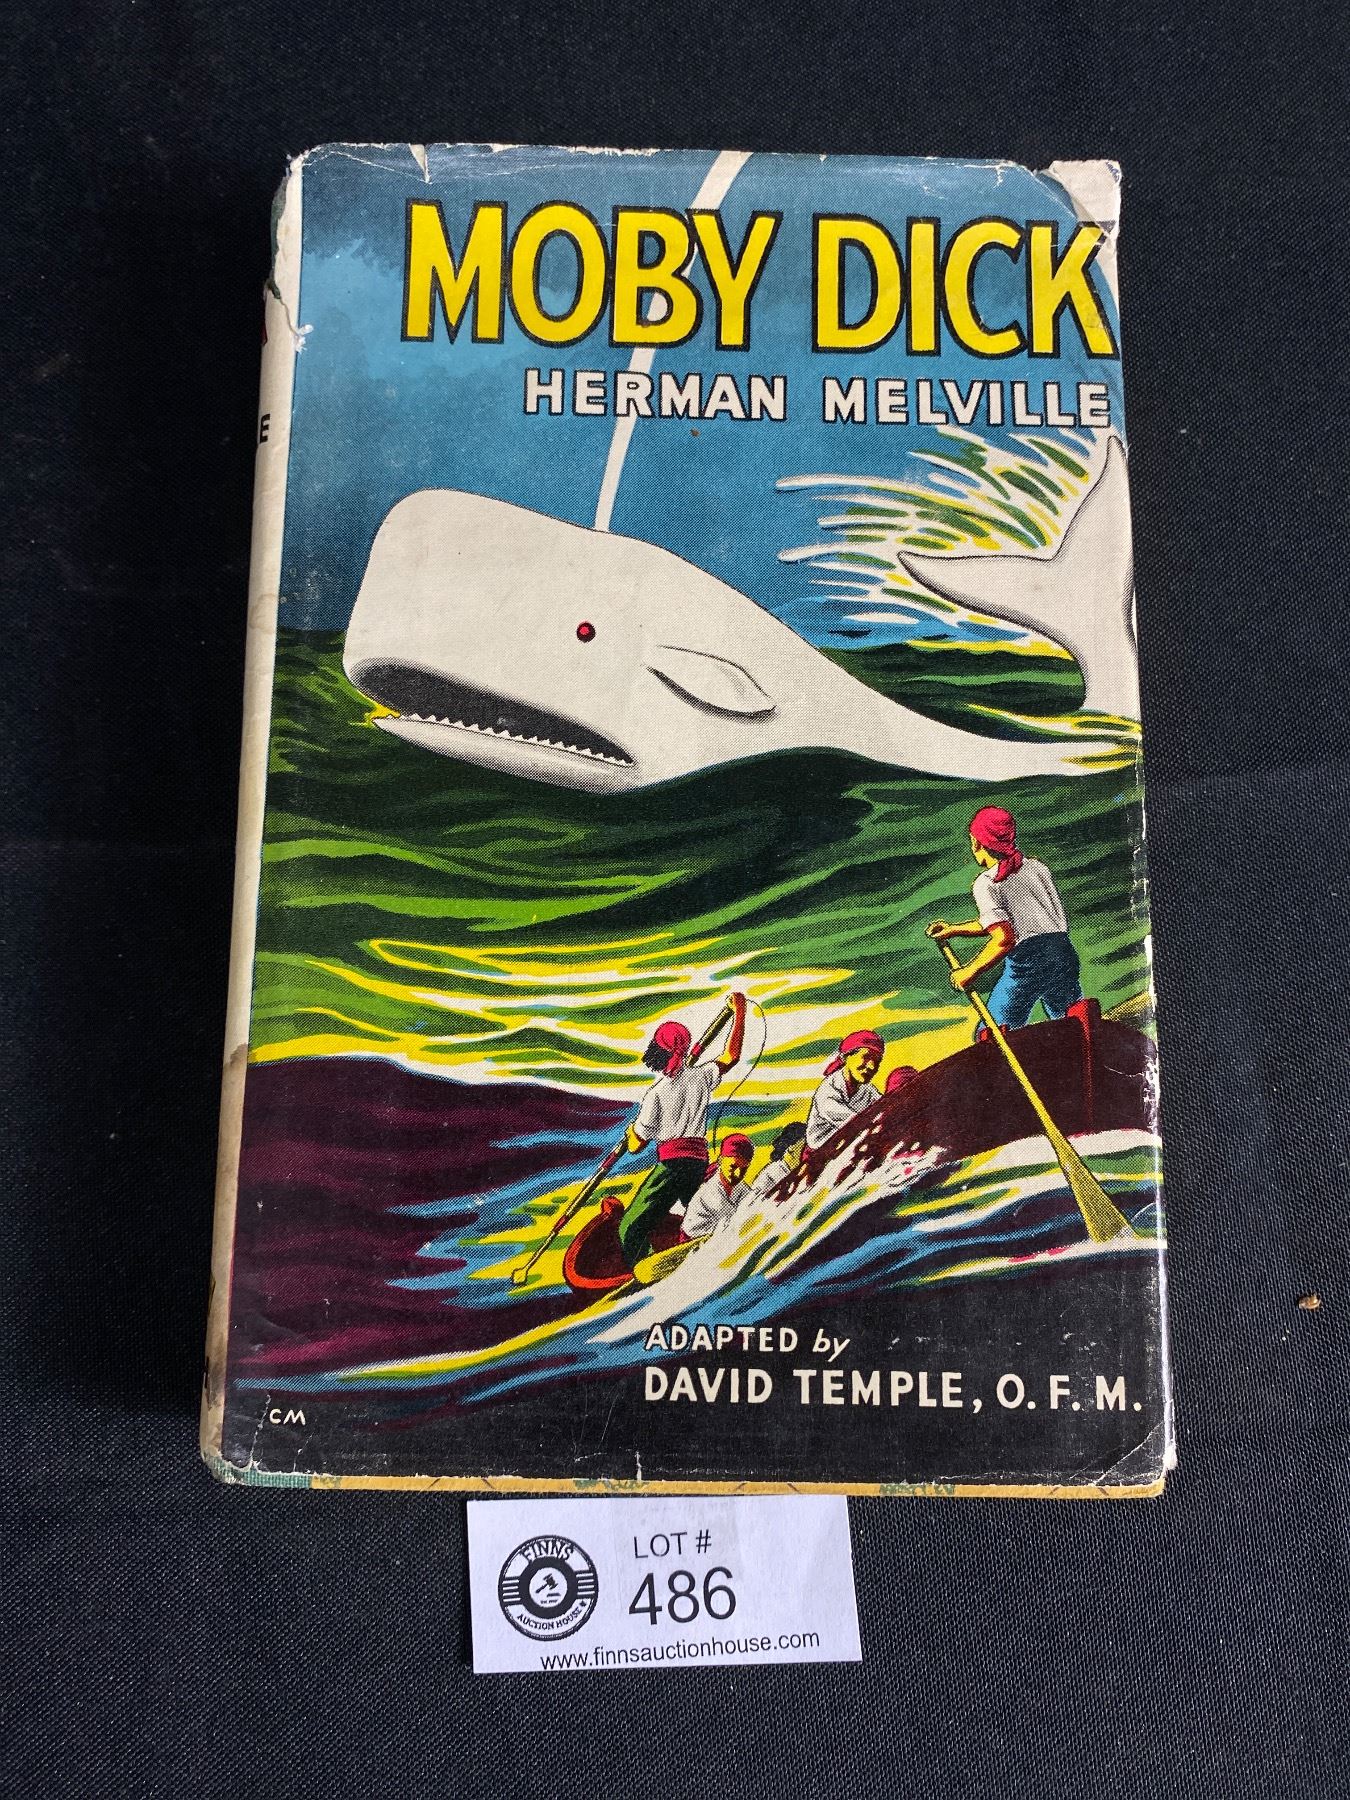 MOBY DICK
HERMAN MELVILLE
E
ADAPTED by
DAVID TEMPLE, O. F. M.
CM
FINNS
AUCTION HOUSE
LOT #
486
www.finnsauctionhouse.com